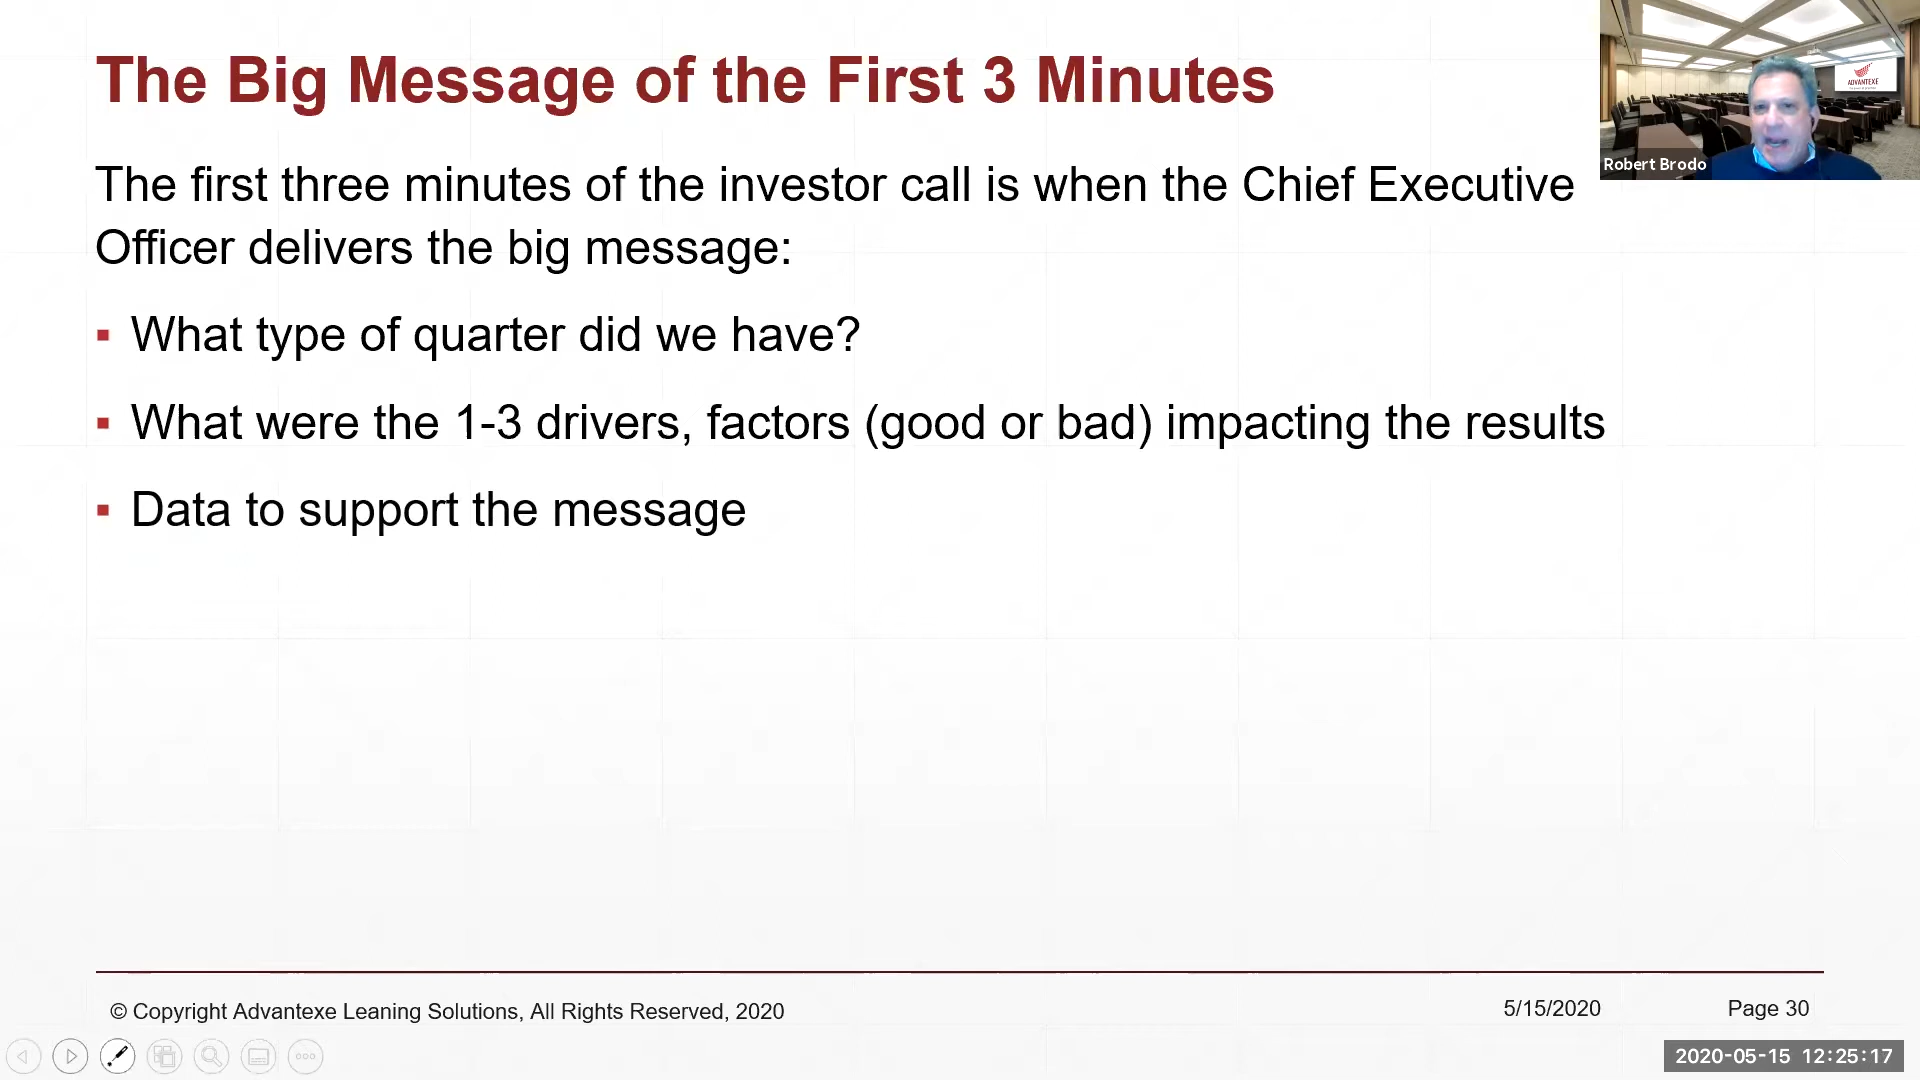 The Big Message of the First 3 Minutes
ADVANTEXE
Robert Brodo
The first three minutes of the investor call is when the Chief Executive
Officer delivers the big message:
▪ What type of quarter did we have?
▪ What were the 1-3 drivers, factors (good or bad) impacting the results
▪ Data to support the message
© Copyright Advantexe Leaning Solutions, All Rights Reserved, 2020
5/15/2020
Page 30
2020-05-15 12:25:17